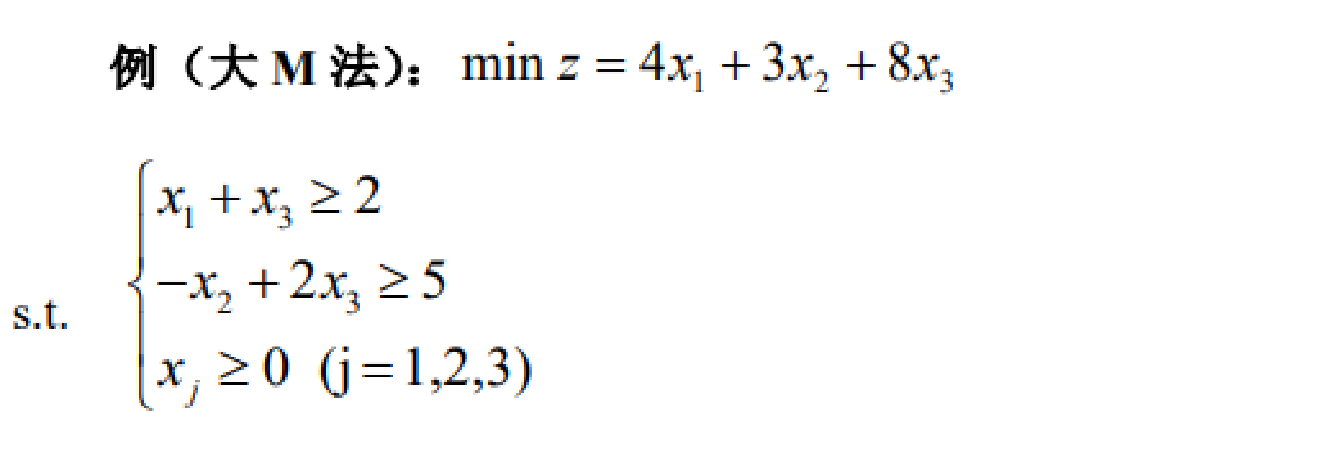 例（大 M 法）： min z = 4x₁ + 3x₂ + 8x₃
x₁ + x₃ ≥ 2
−x₂ + 2x₃ ≥ 5
s.t.
xⱼ ≥ 0 (j = 1,2,3)